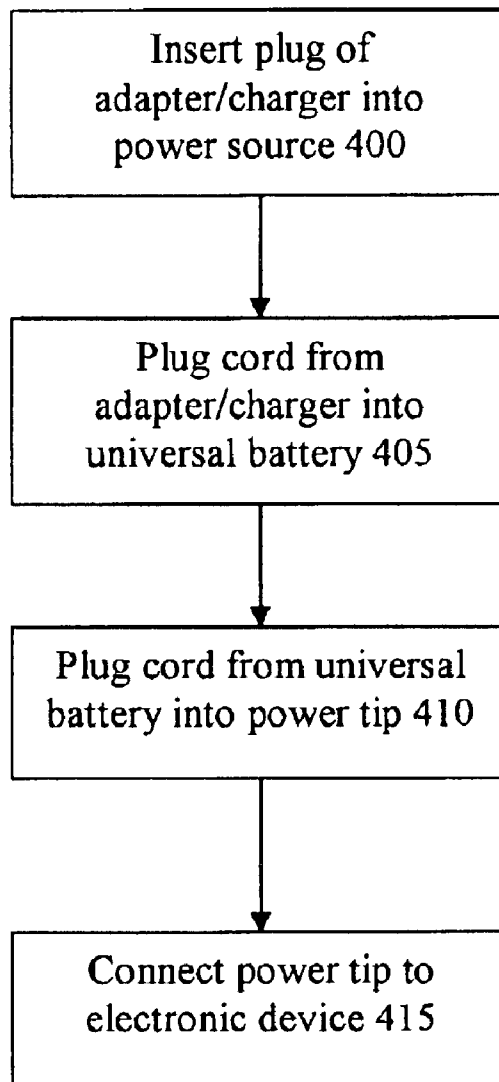 Insert plug of
adapter/charger into
power source 400
Plug cord from
adapter/charger into
universal battery 405
Plug cord from universal
battery into power tip 410
Connect power tip to
electronic device 415